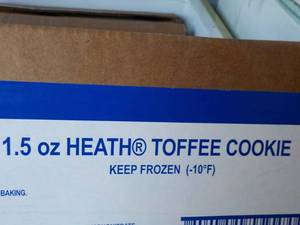 1.5 oz HEATH® TOFFEE COOKIE
KEEP FROZEN (-10°F)
BAKING.